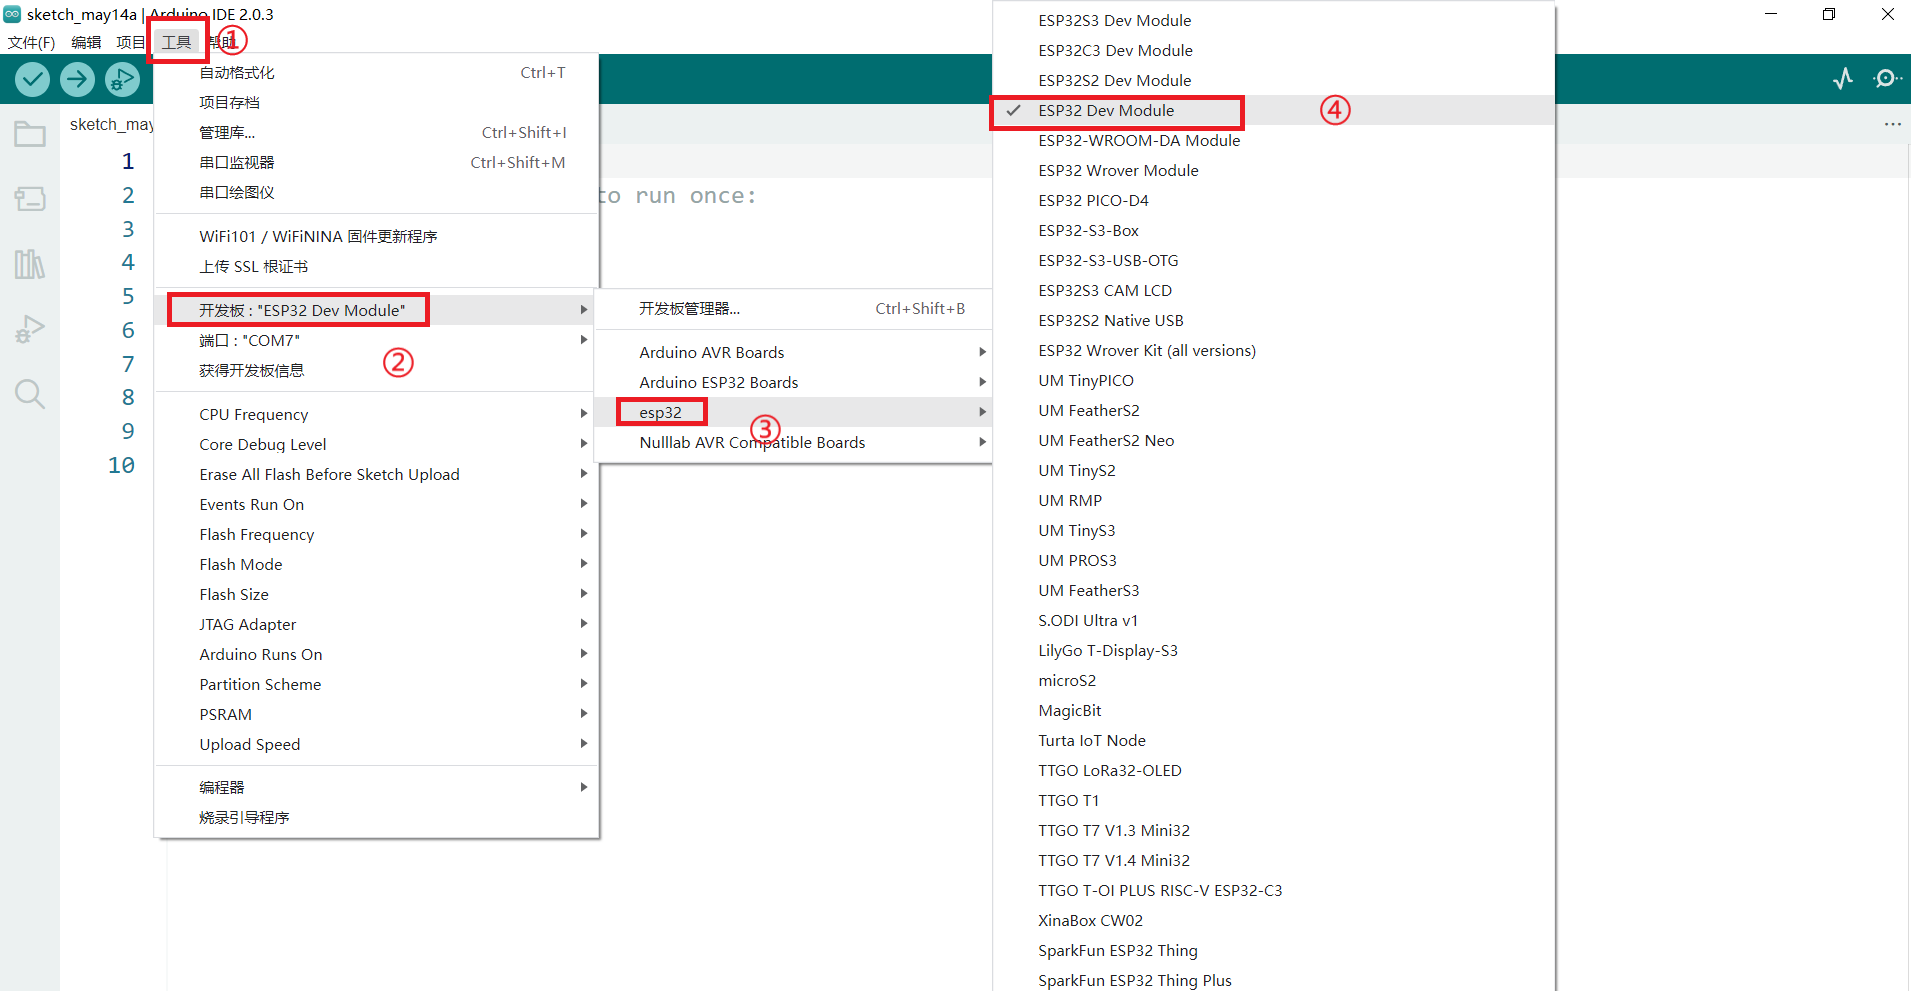 sketch_may14a | Arduino IDE 2.0.3
文件(F) 编辑 项目 工具 帮助
①
sketch_may
1
2
3
4
5
6
7
8
9
10
to run once:
自动格式化 Ctrl+T
项目存档
管理库... Ctrl+Shift+I
串口监视器 Ctrl+Shift+M
串口绘图仪
WiFi101 / WiFiNINA 固件更新程序
上传 SSL 根证书
开发板 : "ESP32 Dev Module"
端口 : "COM7"
②
获得开发板信息
CPU Frequency
Core Debug Level
Erase All Flash Before Sketch Upload
Events Run On
Flash Frequency
Flash Mode
Flash Size
JTAG Adapter
Arduino Runs On
Partition Scheme
PSRAM
Upload Speed
编程器
烧录引导程序
开发板管理器... Ctrl+Shift+B
Arduino AVR Boards
Arduino ESP32 Boards
esp32
③
Nulllab AVR Compatible Boards
ESP32S3 Dev Module
ESP32C3 Dev Module
ESP32S2 Dev Module
ESP32 Dev Module
④
ESP32-WROOM-DA Module
ESP32 Wrover Module
ESP32 PICO-D4
ESP32-S3-Box
ESP32-S3-USB-OTG
ESP32S3 CAM LCD
ESP32S2 Native USB
ESP32 Wrover Kit (all versions)
UM TinyPICO
UM FeatherS2
UM FeatherS2 Neo
UM TinyS2
UM RMP
UM TinyS3
UM PROS3
UM FeatherS3
S.ODI Ultra v1
LilyGo T-Display-S3
microS2
MagicBit
Turta IoT Node
TTGO LoRa32-OLED
TTGO T1
TTGO T7 V1.3 Mini32
TTGO T7 V1.4 Mini32
TTGO T-OI PLUS RISC-V ESP32-C3
XinaBox CW02
SparkFun ESP32 Thing
SparkFun ESP32 Thing Plus